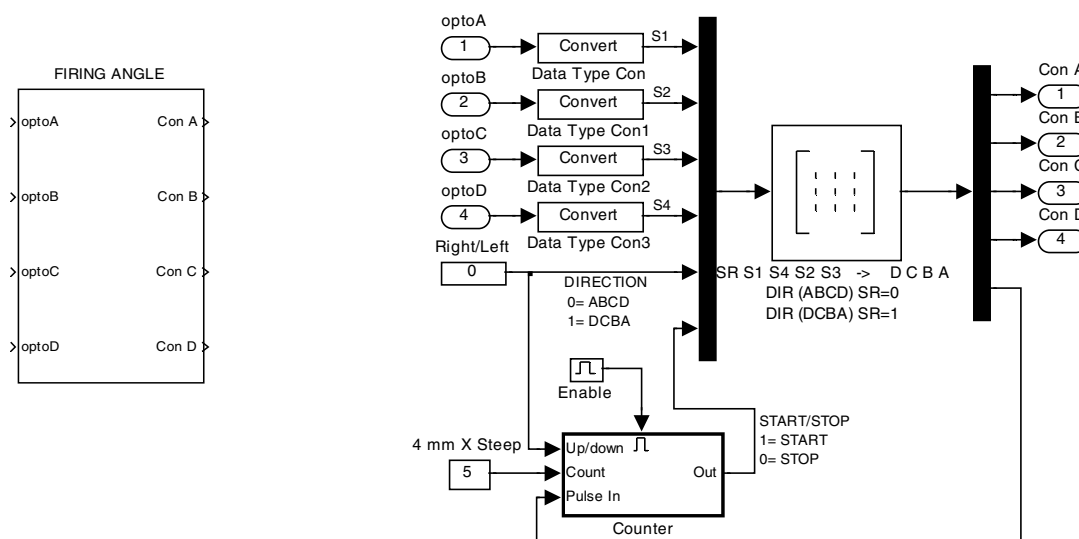 FIRING ANGLE
optoA Con A
optoB Con B
optoC Con C
optoD Con D
optoA
1
Convert
S1
Data Type Con
optoB
2
Convert
S2
Data Type Con1
optoC
3
Convert
S3
Data Type Con2
optoD
4
Convert
S4
Data Type Con3
Right/Left
0
DIRECTION
0= ABCD
1= DCBA
SR S1 S4 S2 S3 -> D C B A
DIR (ABCD) SR=0
DIR (DCBA) SR=1
Con A
1
Con B
2
Con C
3
Con D
4
Enable
START/STOP
1= START
0= STOP
4 mm X Steep
5
Up/down
Count
Pulse In
Out
Counter